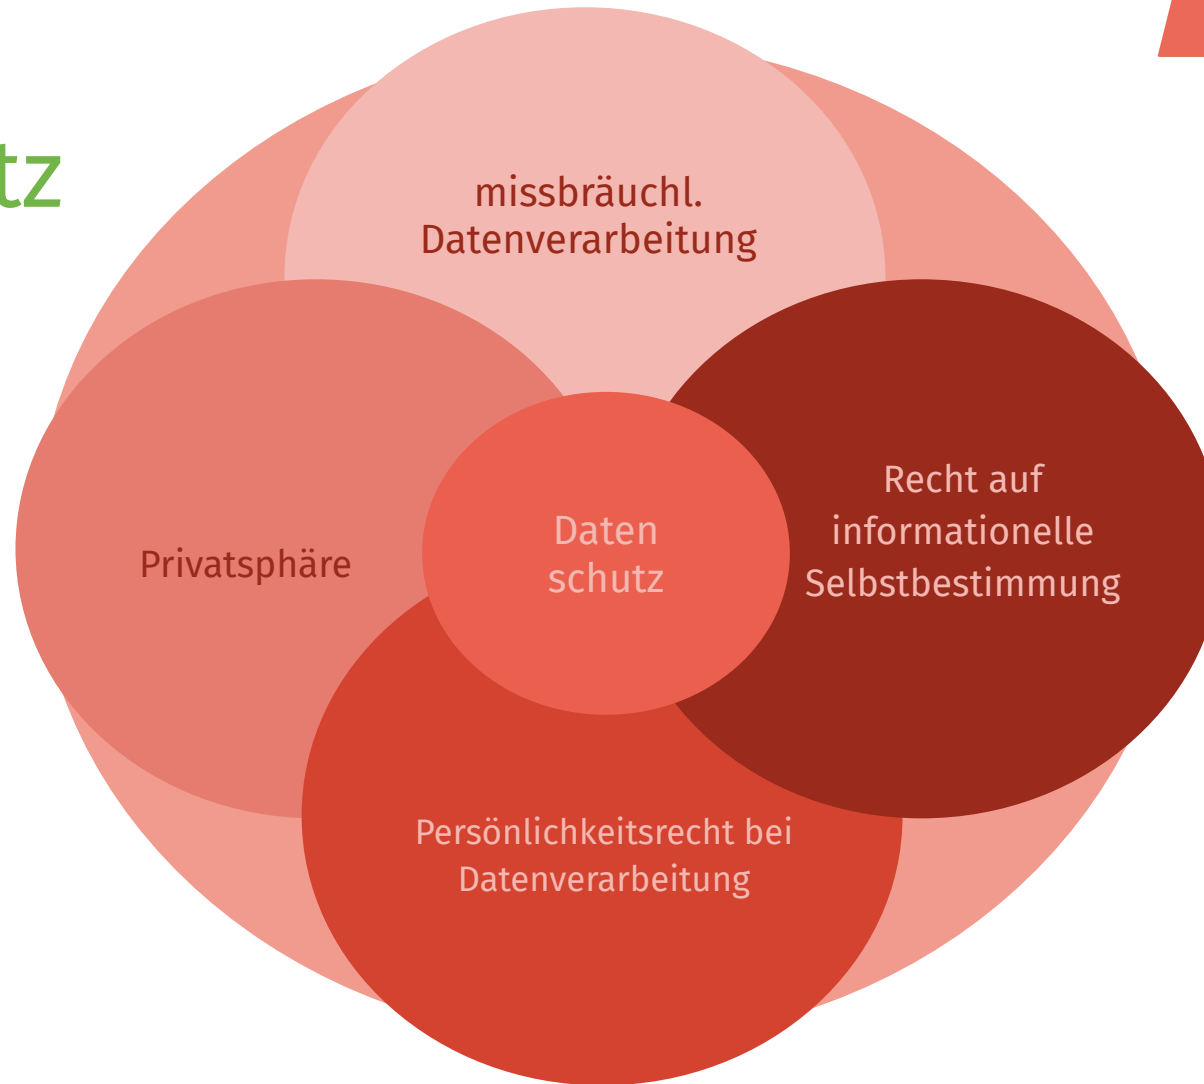 tz
missbräuchl.
Datenverarbeitung
Privatsphäre
Daten
schutz
Recht auf
informationelle
Selbstbestimmung
Persönlichkeitsrecht bei
Datenverarbeitung